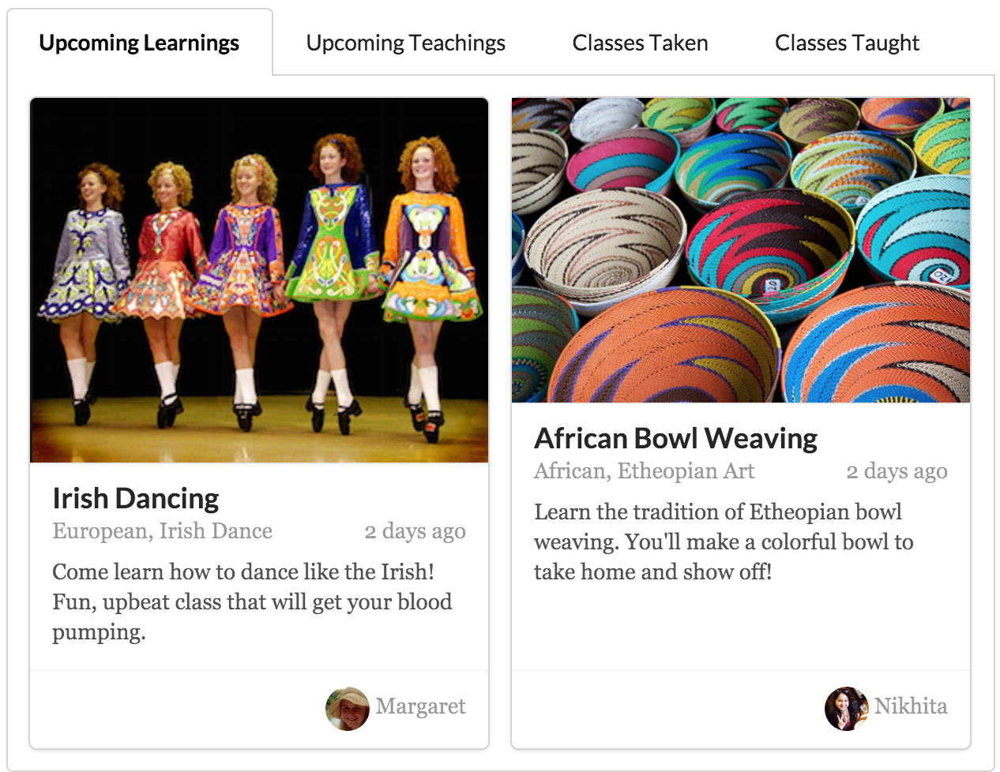 Upcoming Learnings
Upcoming Teachings
Classes Taken
Classes Taught
Irish Dancing
European, Irish Dance
2 days ago
Come learn how to dance like the Irish!
Fun, upbeat class that will get your blood
pumping.
Margaret
African Bowl Weaving
African, Etheopian Art
2 days ago
Learn the tradition of Etheopian bowl
weaving. You'll make a colorful bowl to
take home and show off!
Nikhita